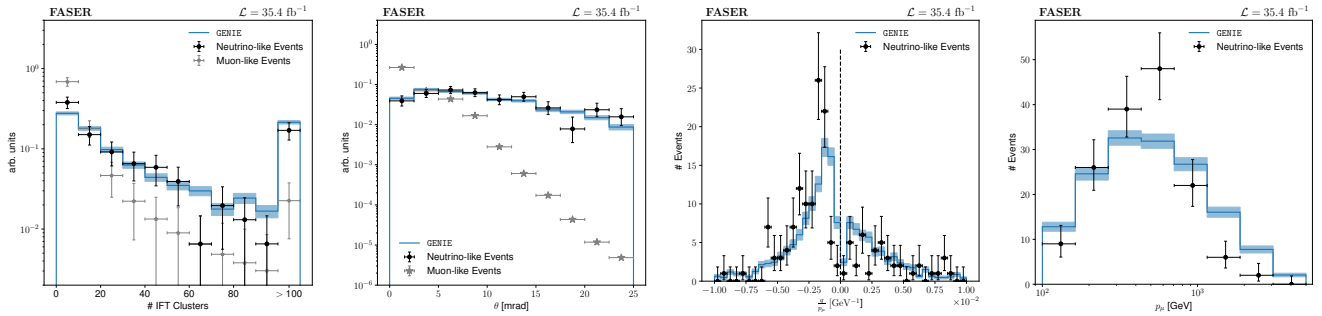 FASER
ℒ = 35.4 fb⁻¹
GENIE
Neutrino-like Events
Muon-like Events
arb. units
10⁰
10⁻¹
10⁻²
0 20 40 60 80 > 100
# IFT Clusters
FASER
ℒ = 35.4 fb⁻¹
arb. units
10⁰
10⁻¹
10⁻²
10⁻³
10⁻⁴
10⁻⁵
10⁻⁶
GENIE
Neutrino-like Events
Muon-like Events
0 5 10 15 20 25
θ [mrad]
FASER
ℒ = 35.4 fb⁻¹
GENIE
Neutrino-like Events
# Events
30
25
20
15
10
5
0
−1.00 −0.75 −0.50 −0.25 0.00 0.25 0.50 0.75 1.00
q/pμ [GeV⁻¹]
×10⁻²
FASER
ℒ = 35.4 fb⁻¹
GENIE
Neutrino-like Events
# Events
50
40
30
20
10
0
10² 10³
pμ [GeV]